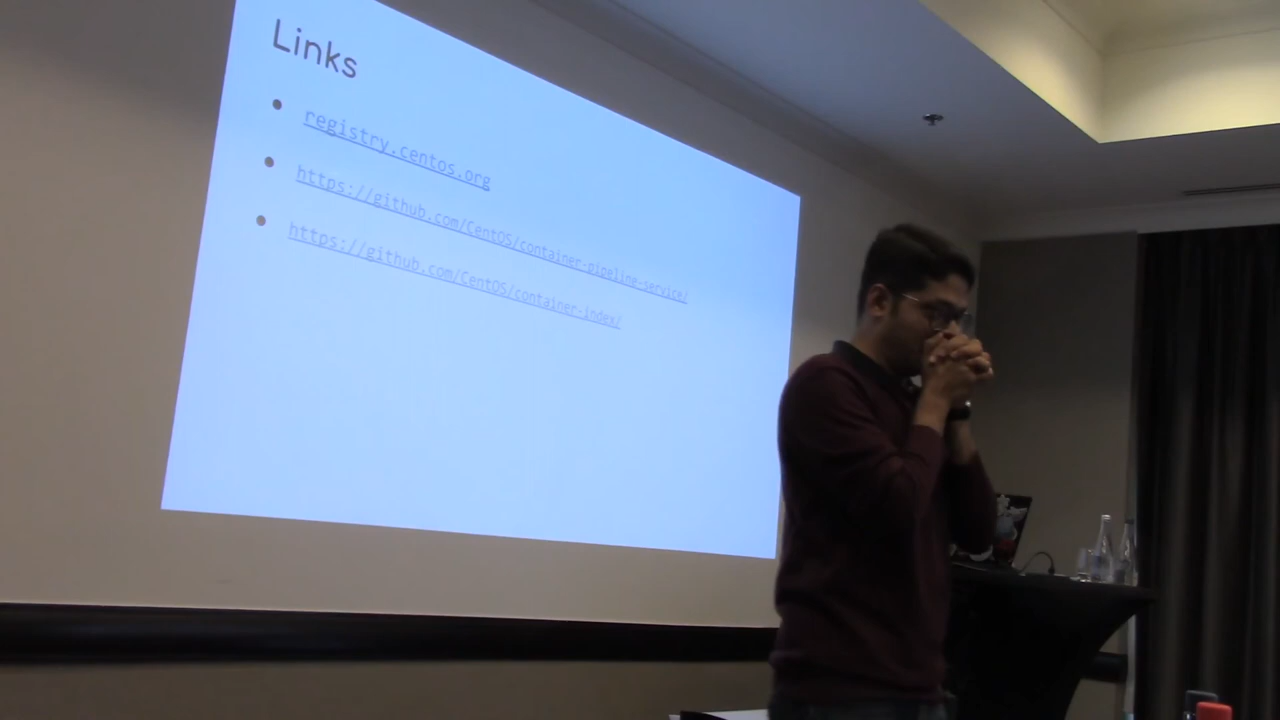 Links
registry.centos.org
https://github.com/CentOS/container-pipeline-service/
https://github.com/CentOS/container-index/